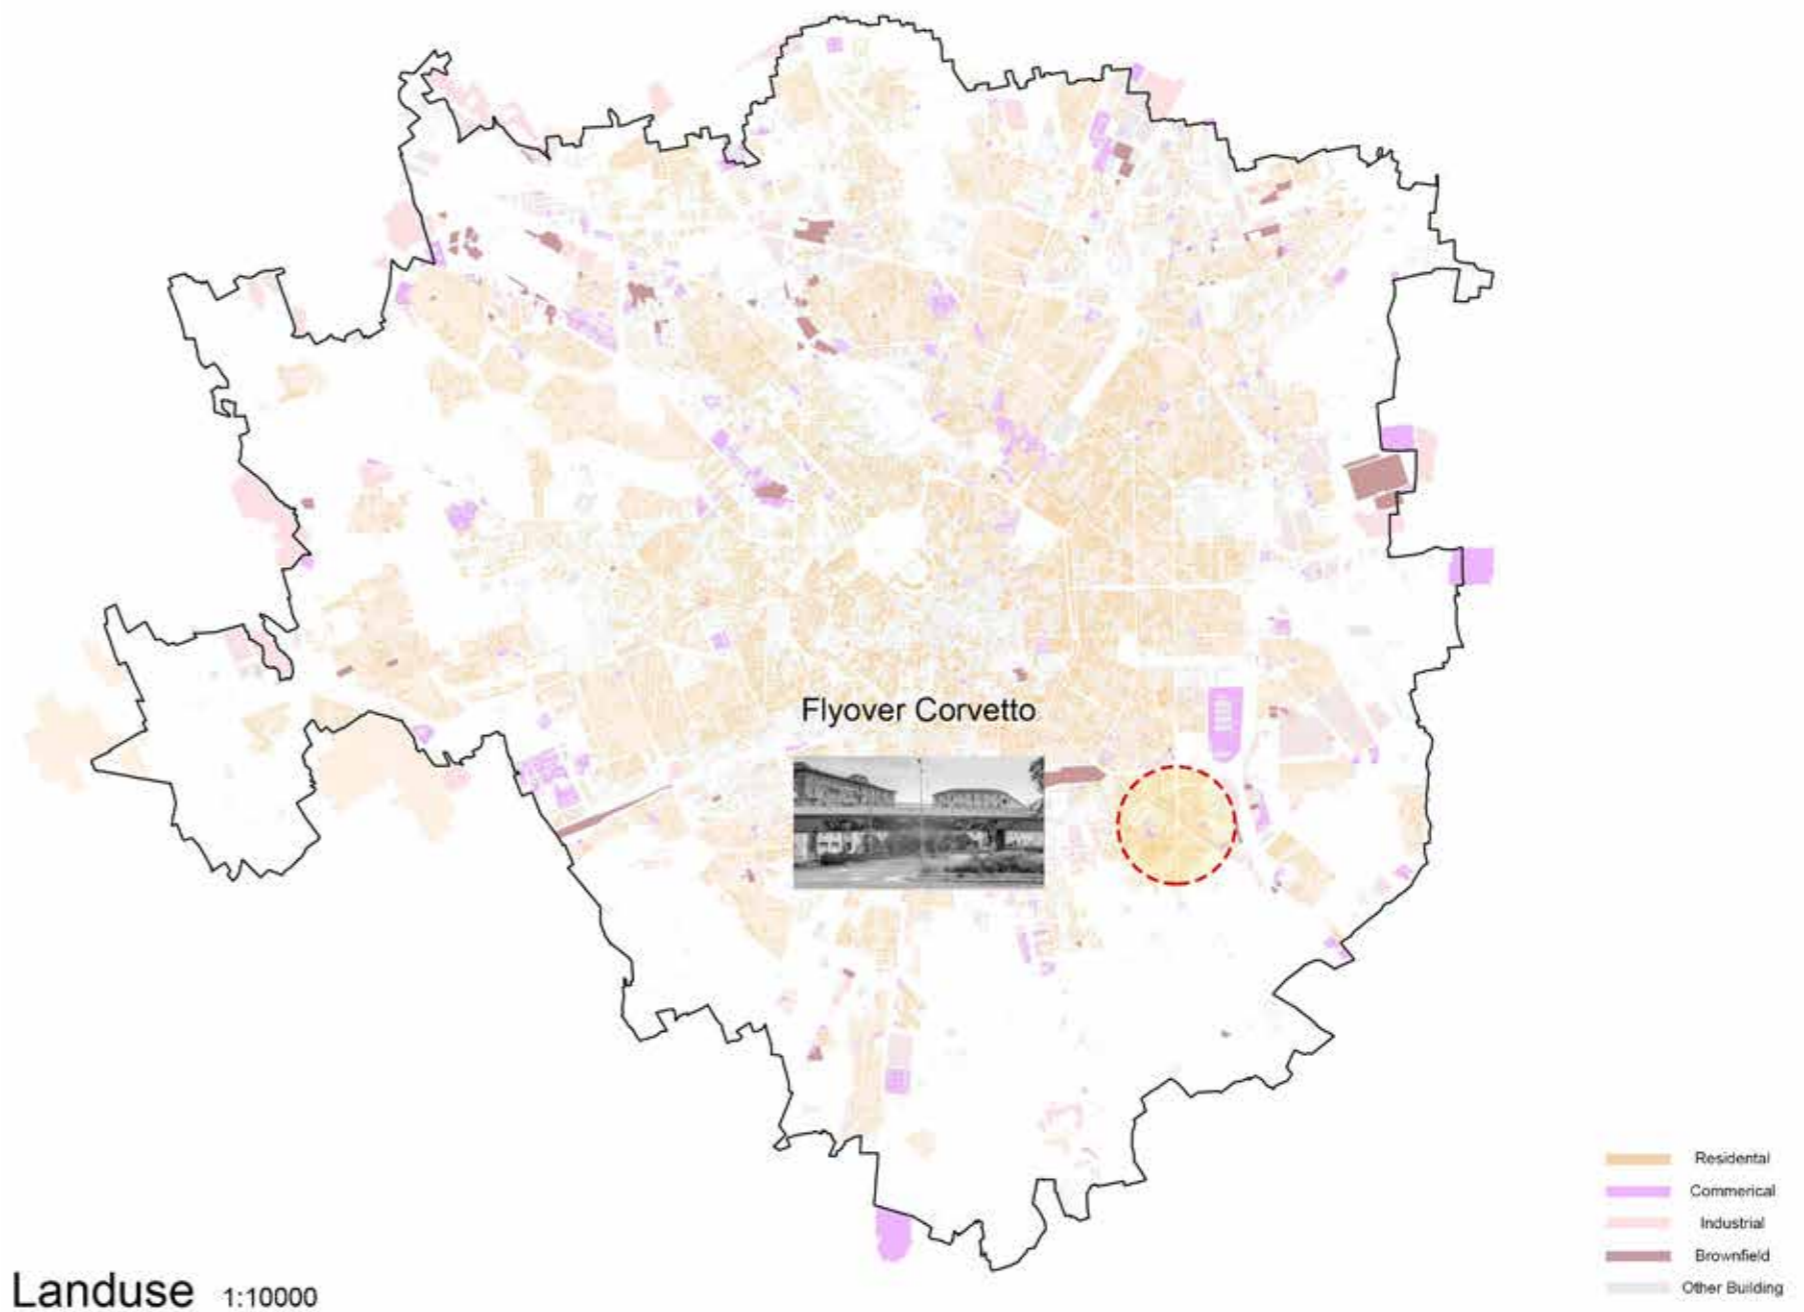 Flyover Corvetto
Residental
Commerical
Industrial
Brownfield
Other Building
Landuse 1:10000